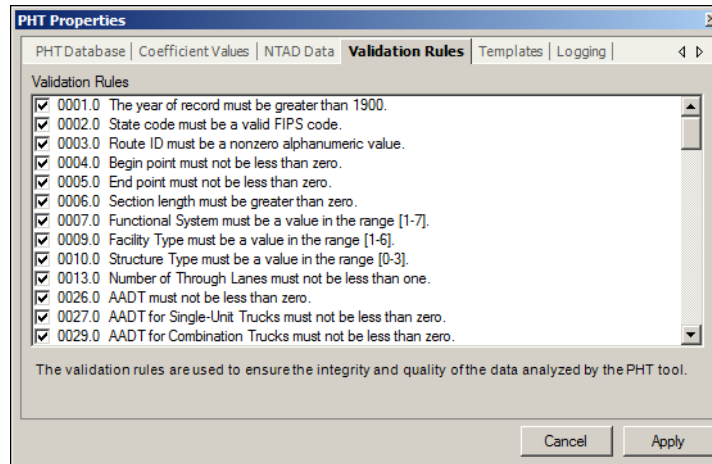 PHT Properties
PHT Database | Coefficient Values | NTAD Data | Validation Rules | Templates | Logging |
Validation Rules
0001.0 The year of record must be greater than 1900.
0002.0 State code must be a valid FIPS code.
0003.0 Route ID must be a nonzero alphanumeric value.
0004.0 Begin point must not be less than zero.
0005.0 End point must not be less than zero.
0006.0 Section length must be greater than zero.
0007.0 Functional System must be a value in the range [1-7].
0009.0 Facility Type must be a value in the range [1-6].
0010.0 Structure Type must be a value in the range [0-3].
0013.0 Number of Through Lanes must not be less than one.
0026.0 AADT must not be less than zero.
0027.0 AADT for Single-Unit Trucks must not be less than zero.
0029.0 AADT for Combination Trucks must not be less than zero.
The validation rules are used to ensure the integrity and quality of the data analyzed by the PHT tool.
Cancel Apply